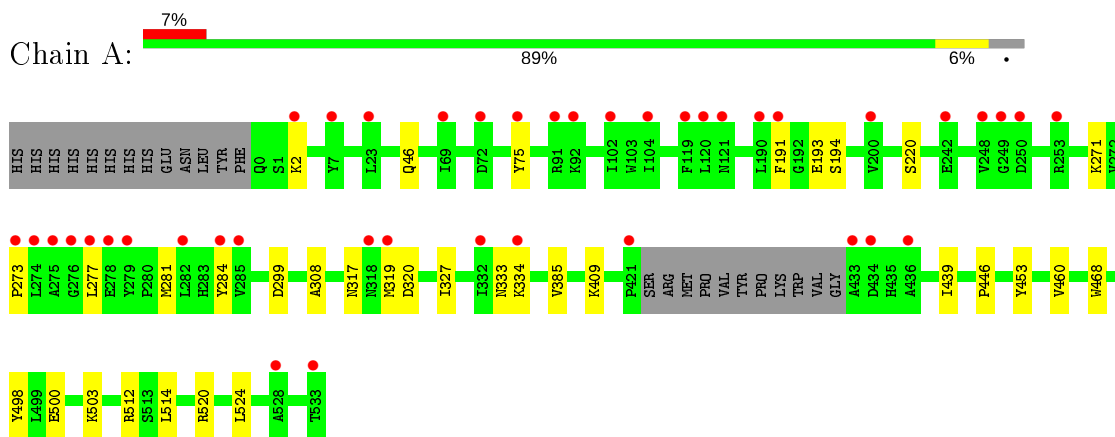 7%
Chain A:
89% 6% •
HIS HIS HIS HIS HIS HIS HIS HIS HIS GLU ASN LEU TYR PHE Q0 S1 K2 Y7 L23 Q46 I69 D72 Y75 R91 K92 I102 W103 I104 F119 L120 N121 L190 F191 G192 E193 S194 V200 S220 E242 V248 G249 D250 R253 K271
P273 L274 A275 G276 L277 E278 Y279 P280 M281 L282 H283 Y284 V285 D299 A308 N317 N318 M319 D320 I327 I332 N333 K334 V385 K409 P421 SER ARG MET PRO VAL TYR PRO LYS TRP VAL GLY A433 D434 H435 A436 I439 P446 Y453 V460 W468
Y498 L499 E500 K503 R512 S513 L514 R520 L524 A528 T533